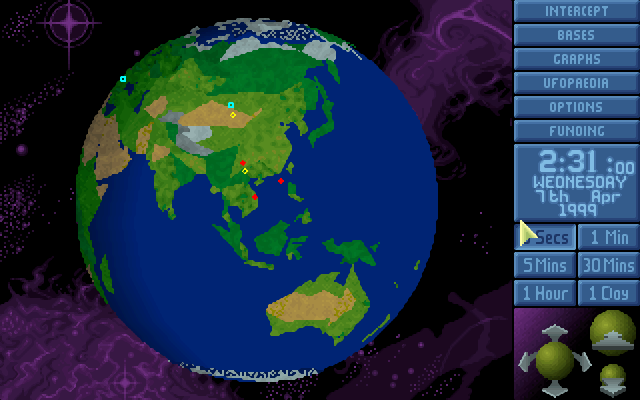 INTERCEPT
BASES
GRAPHS
UFOPAEDIA
OPTIONS
FUNDING
2:31:00
WEDNESDAY
7th Apr
1999
Secs 1 Min
5 Mins 30 Mins
1 Hour 1 Day